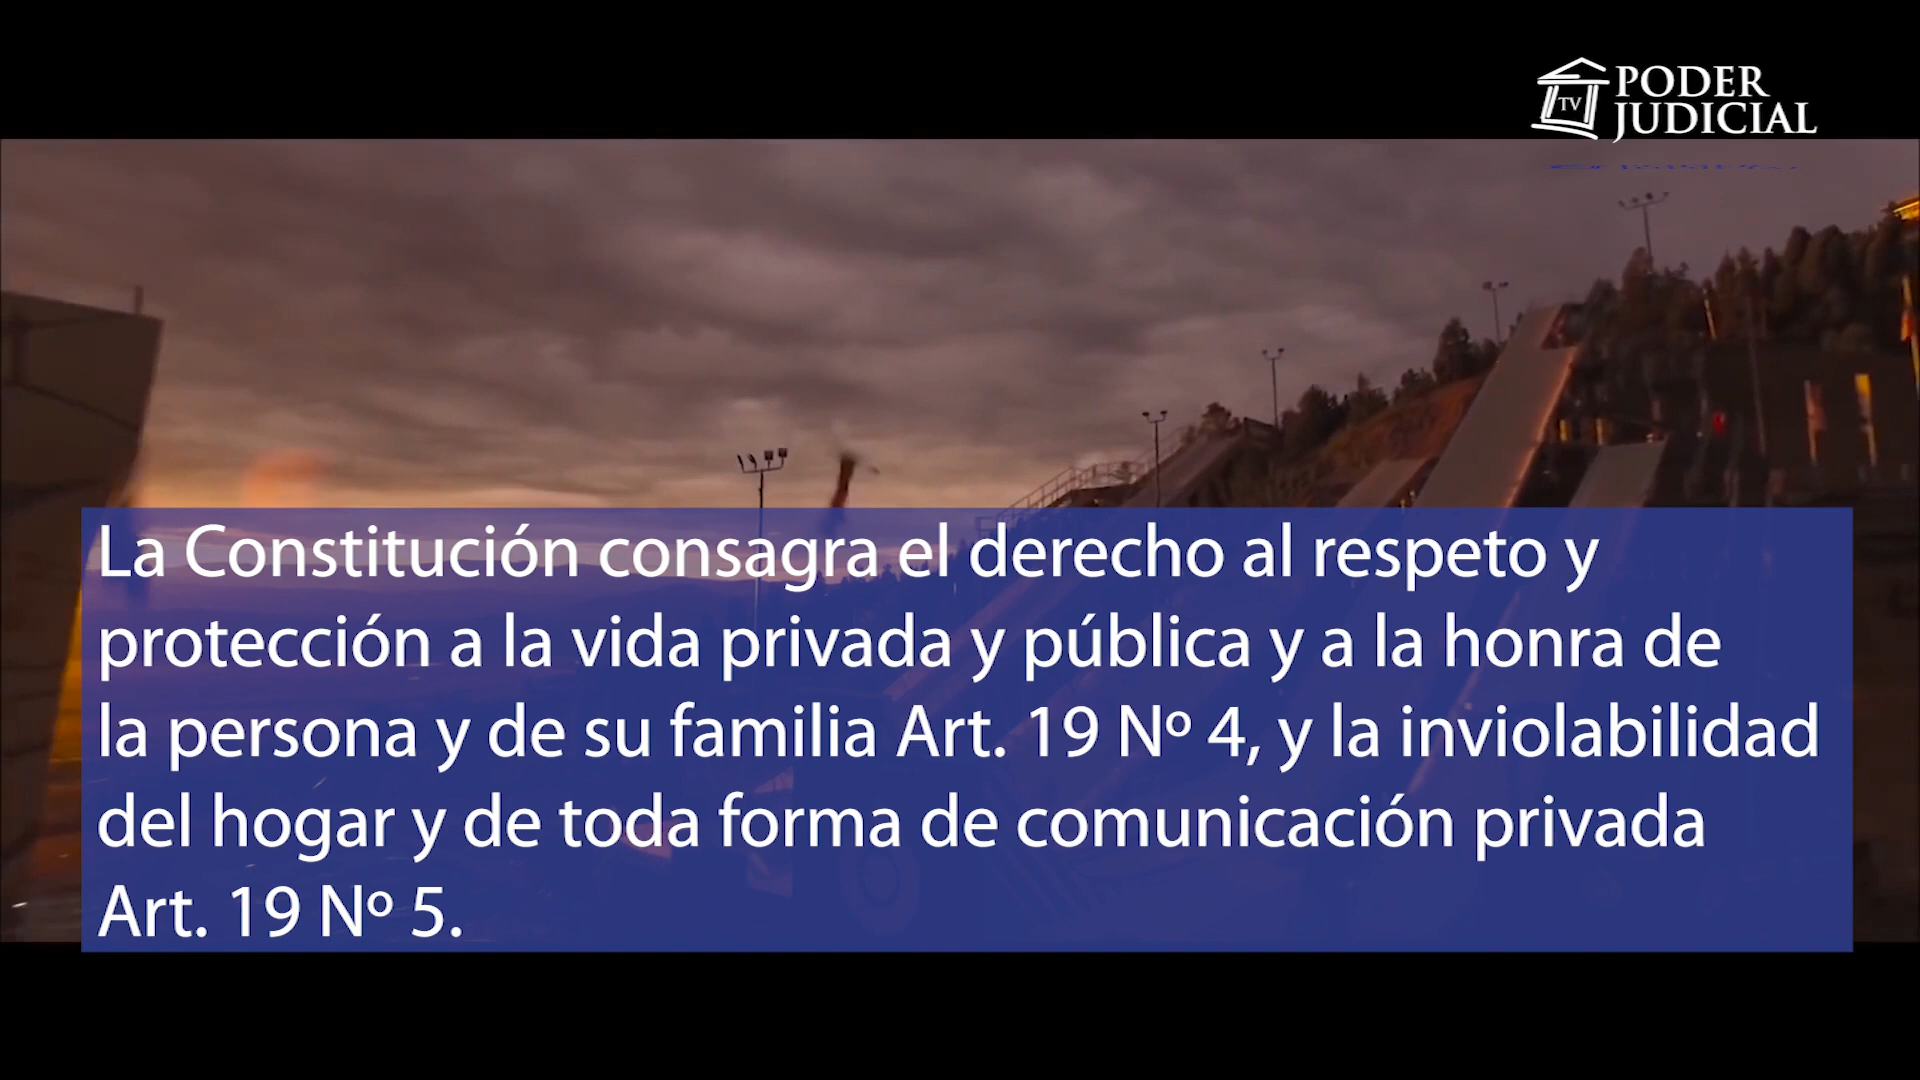 TV
PODER
JUDICIAL
La Constitución consagra el derecho al respeto y
protección a la vida privada y pública y a la honra de
la persona y de su familia Art. 19 Nº 4, y la inviolabilidad
del hogar y de toda forma de comunicación privada
Art. 19 Nº 5.